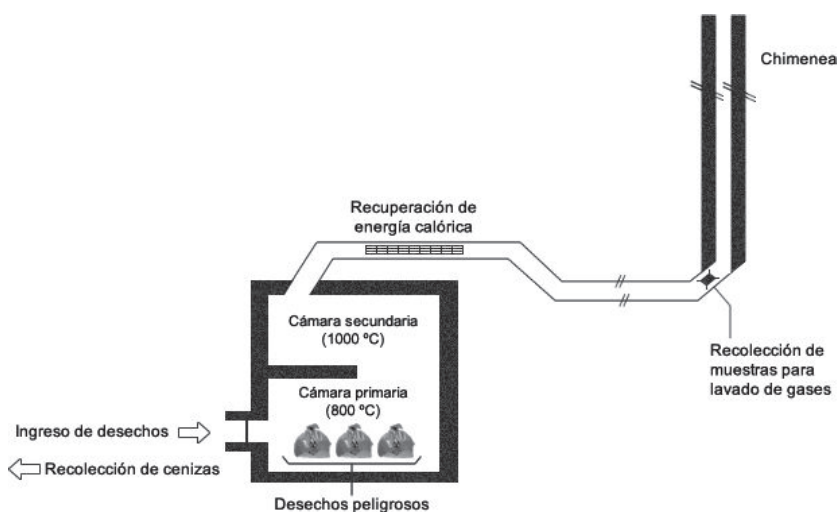 Chimenea
Recuperación de
energía calórica
Cámara secundaria
(1000 ºC)
Recolección de
muestras para
lavado de gases
Cámara primaria
(800 ºC)
Ingreso de desechos
Recolección de cenizas
Desechos peligrosos